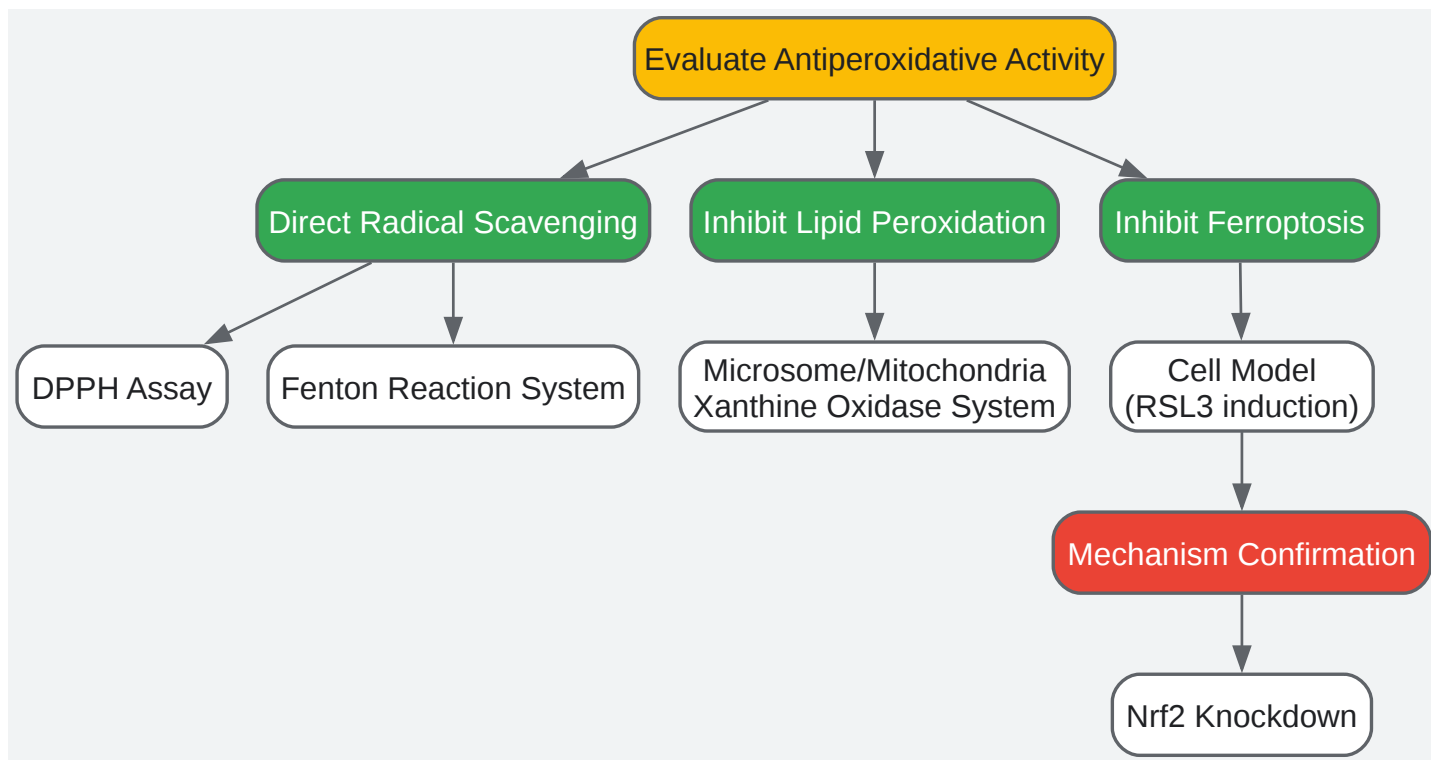 Evaluate Antiperoxidative Activity
Direct Radical Scavenging
Inhibit Lipid Peroxidation
Inhibit Ferroptosis
DPPH Assay
Fenton Reaction System
Microsome/Mitochondria
Xanthine Oxidase System
Cell Model
(RSL3 induction)
Mechanism Confirmation
Nrf2 Knockdown